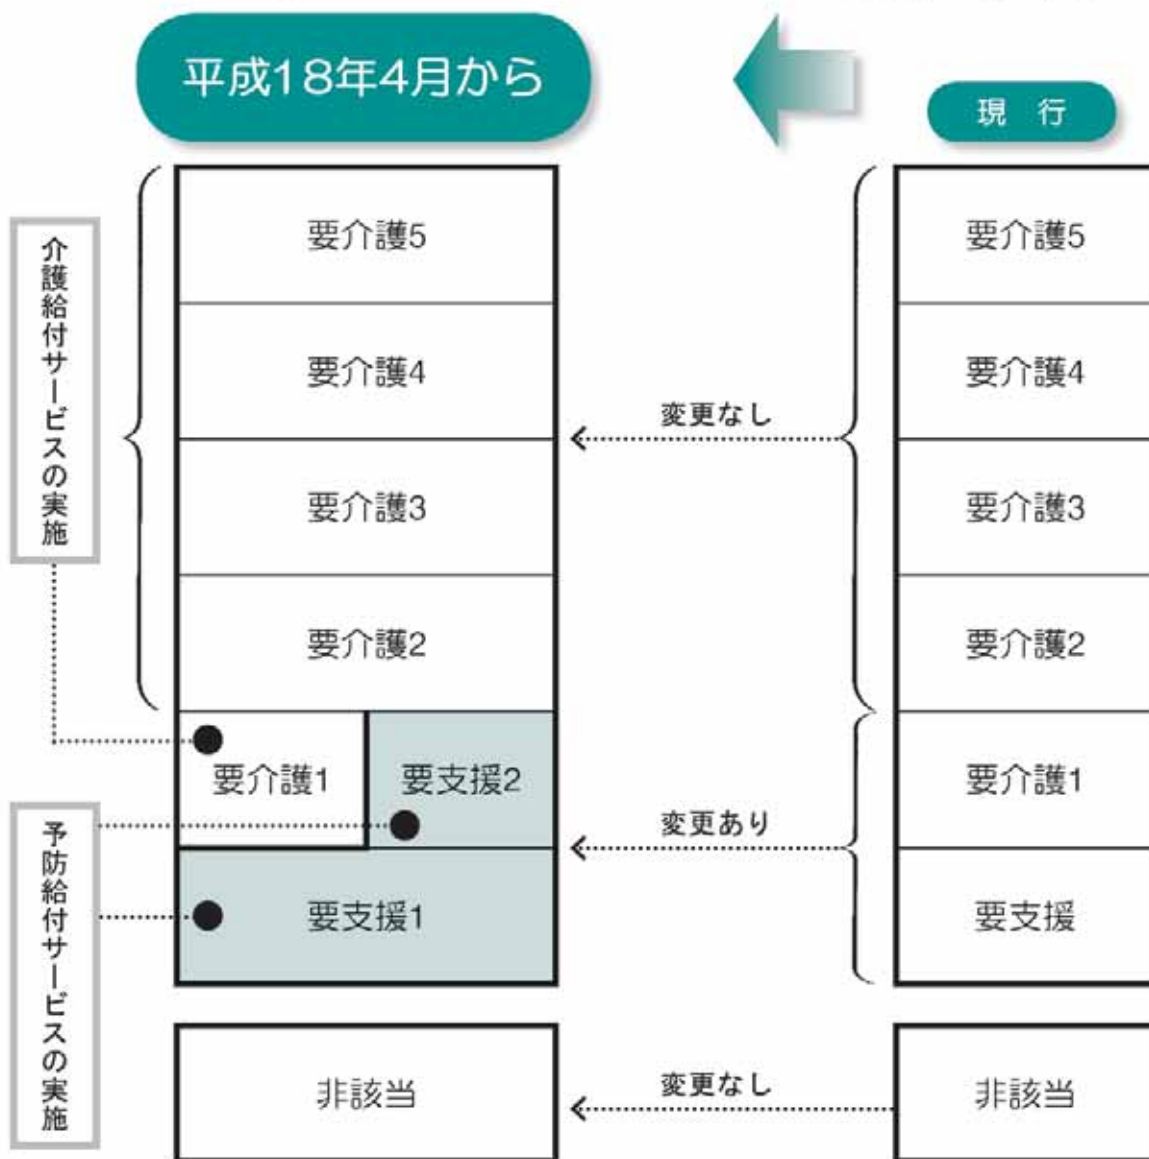 平成18年4月から
現行
介護給付サービスの実施
予防給付サービスの実施
要介護5
要介護4
要介護3
要介護2
要介護1
要支援2
要支援1
非該当
変更なし
変更あり
変更なし
要介護5
要介護4
要介護3
要介護2
要介護1
要支援
非該当